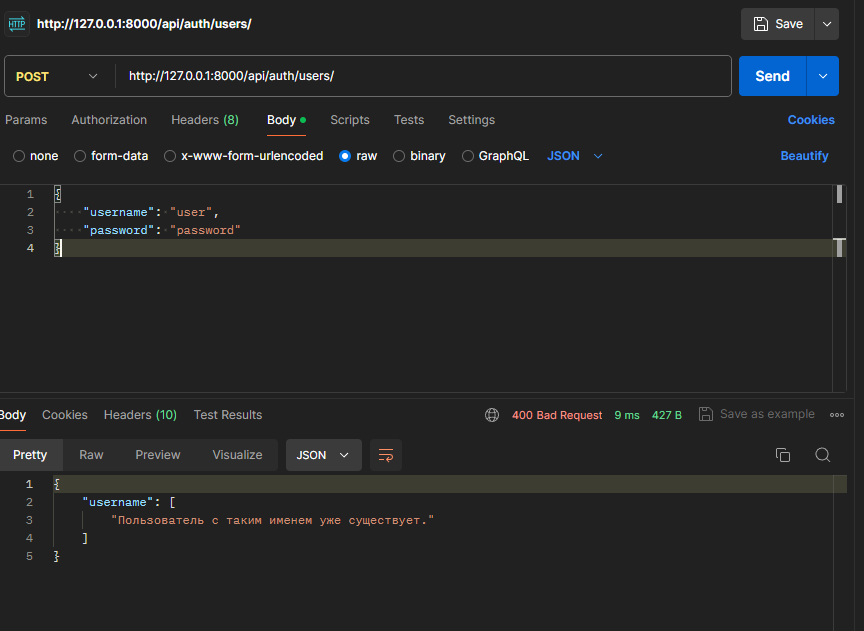 HTTP http://127.0.0.1:8000/api/auth/users/ Save
POST http://127.0.0.1:8000/api/auth/users/ Send
Params Authorization Headers (8) Body Scripts Tests Settings Cookies
none form-data x-www-form-urlencoded raw binary GraphQL JSON Beautify
1 {
2 "username": "user",
3 "password": "password"
4 }
Body Cookies Headers (10) Test Results 400 Bad Request 9 ms 427 B Save as example
Pretty Raw Preview Visualize JSON
1 {
2 "username": [
3 "Пользователь с таким именем уже существует."
4 ]
5 }